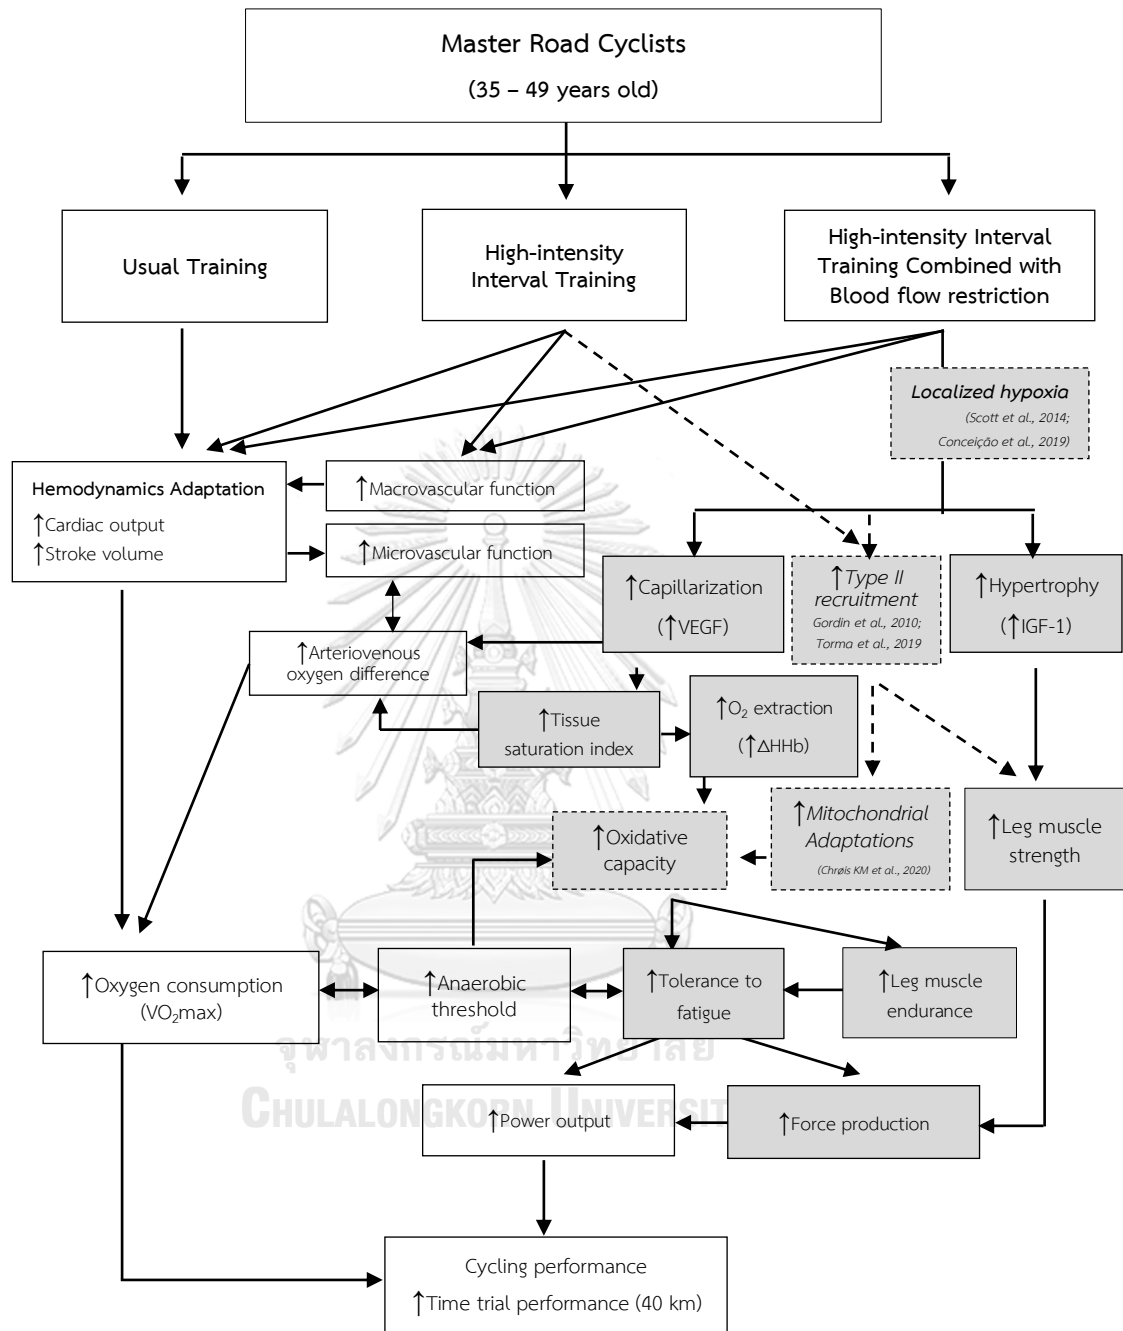 Master Road Cyclists
(35 – 49 years old)
Usual Training
High-intensity
Interval Training
High-intensity Interval
Training Combined with
Blood flow restriction
Localized hypoxia
(Scott et al., 2014;
Conceição et al., 2019)
Hemodynamics Adaptation
↑Cardiac output
↑Stroke volume
↑Macrovascular function
↑Microvascular function
↑Capillarization
(↑VEGF)
↑Type II
recruitment
Gordin et al., 2010;
Torma et al., 2019
↑Hypertrophy
(↑IGF-1)
↑Arteriovenous
oxygen difference
↑Tissue
saturation index
↑O₂ extraction
(↑ΔHHb)
↑Oxidative
capacity
↑Mitochondrial
Adaptations
(Chrøis KM et al., 2020)
↑Leg muscle
strength
↑Oxygen consumption
(VO₂max)
↑Anaerobic
threshold
↑Tolerance to
fatigue
↑Leg muscle
endurance
จุฬาลงกรณ์มหาวิทยาลัย
CHULALONGKORN UNIVERSIT
↑Power output
↑Force production
Cycling performance
↑Time trial performance (40 km)